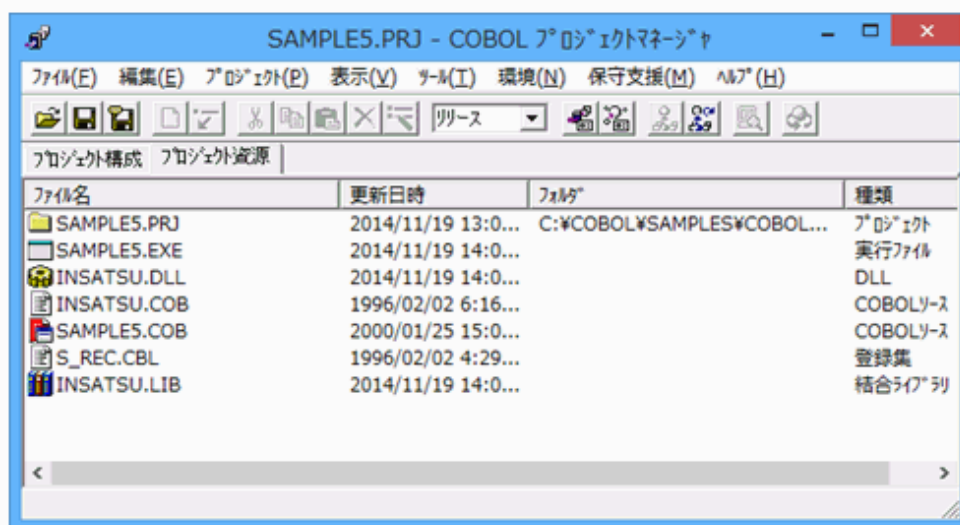 SAMPLE5.PRJ - COBOL プロジェクトマネージャ
ファイル(F) 編集(E) プロジェクト(P) 表示(V) ツール(T) 環境(N) 保守支援(M) ヘルプ(H)
リリース
プロジェクト構成 プロジェクト資源
ファイル名 更新日時 フォルダ 種類
SAMPLE5.PRJ 2014/11/19 13:0... C:¥COBOL¥SAMPLES¥COBOL... プロジェクト
SAMPLE5.EXE 2014/11/19 14:0... 実行ファイル
INSATSU.DLL 2014/11/19 14:0... DLL
INSATSU.COB 1996/02/02 6:16... COBOLソース
SAMPLE5.COB 2000/01/25 15:0... COBOLソース
S_REC.CBL 1996/02/02 4:29... 登録集
INSATSU.LIB 2014/11/19 14:0... 結合ライブラリ